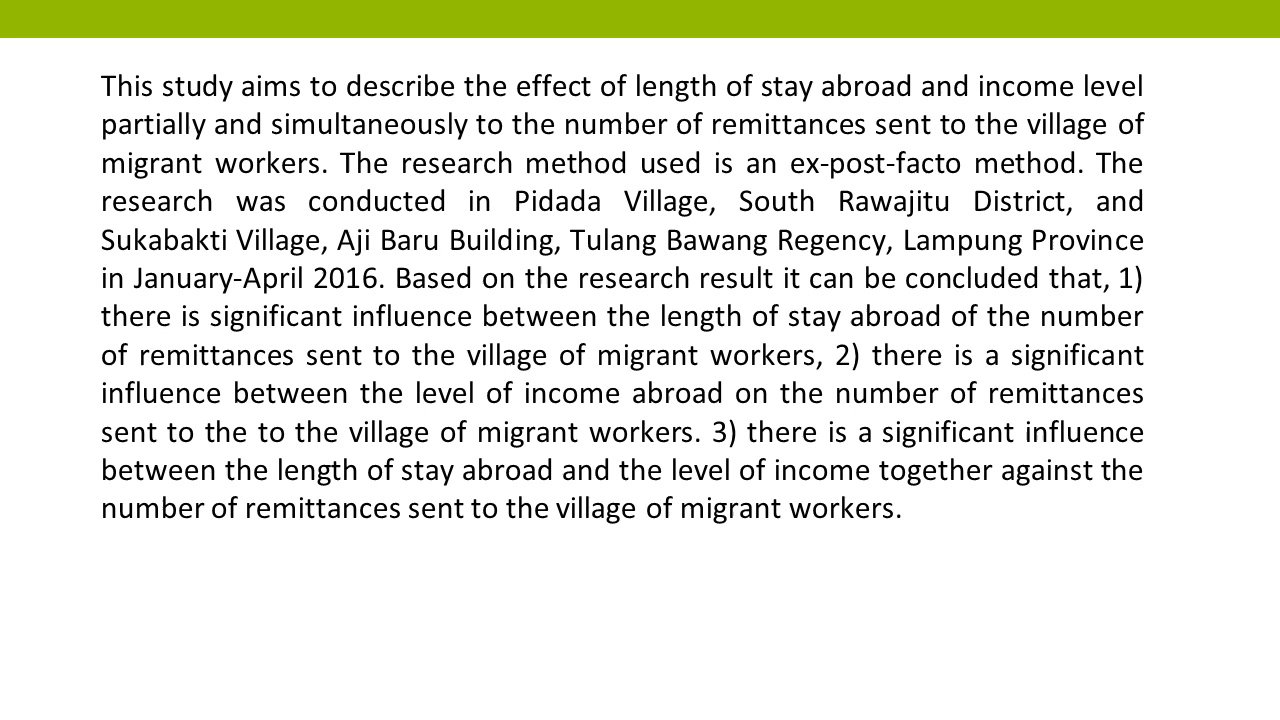 This study aims to describe the effect of length of stay abroad and income level
partially and simultaneously to the number of remittances sent to the village of
migrant workers. The research method used is an ex-post-facto method. The
research was conducted in Pidada Village, South Rawajitu District, and
Sukabakti Village, Aji Baru Building, Tulang Bawang Regency, Lampung Province
in January-April 2016. Based on the research result it can be concluded that, 1)
there is significant influence between the length of stay abroad of the number
of remittances sent to the village of migrant workers, 2) there is a significant
influence between the level of income abroad on the number of remittances
sent to the to the village of migrant workers. 3) there is a significant influence
between the length of stay abroad and the level of income together against the
number of remittances sent to the village of migrant workers.